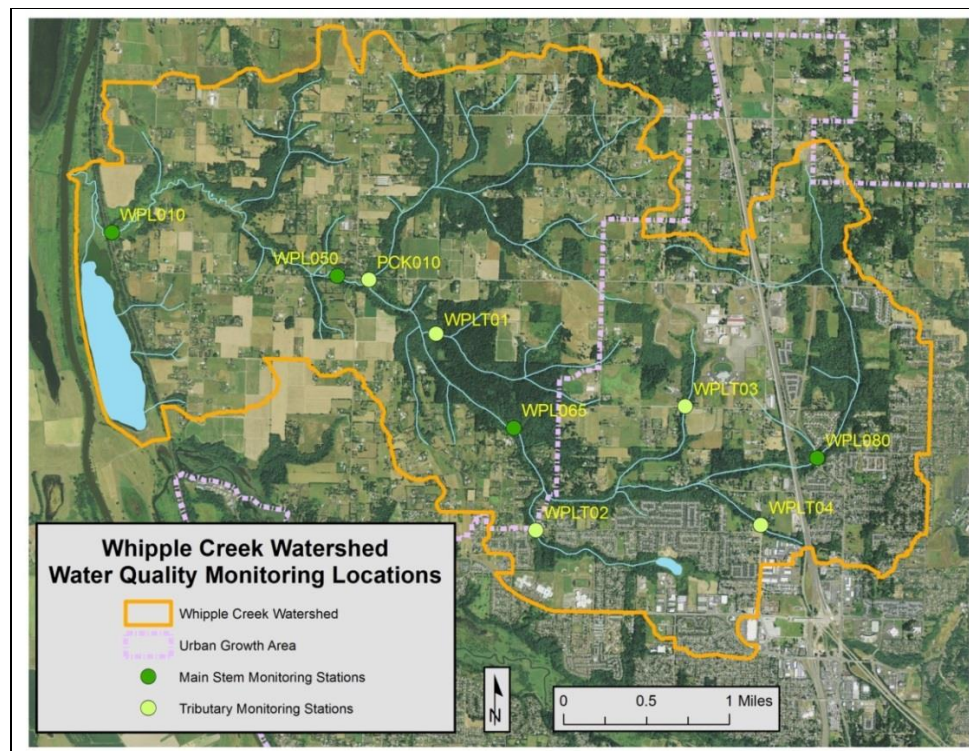 WPL010
WPL050
PCK010
WPLT01
WPLT03
WPL065
WPL080
WPLT02
WPLT04
Whipple Creek Watershed
Water Quality Monitoring Locations
Whipple Creek Watershed
Urban Growth Area
Main Stem Monitoring Stations
Tributary Monitoring Stations
N
0 0.5 1 Miles